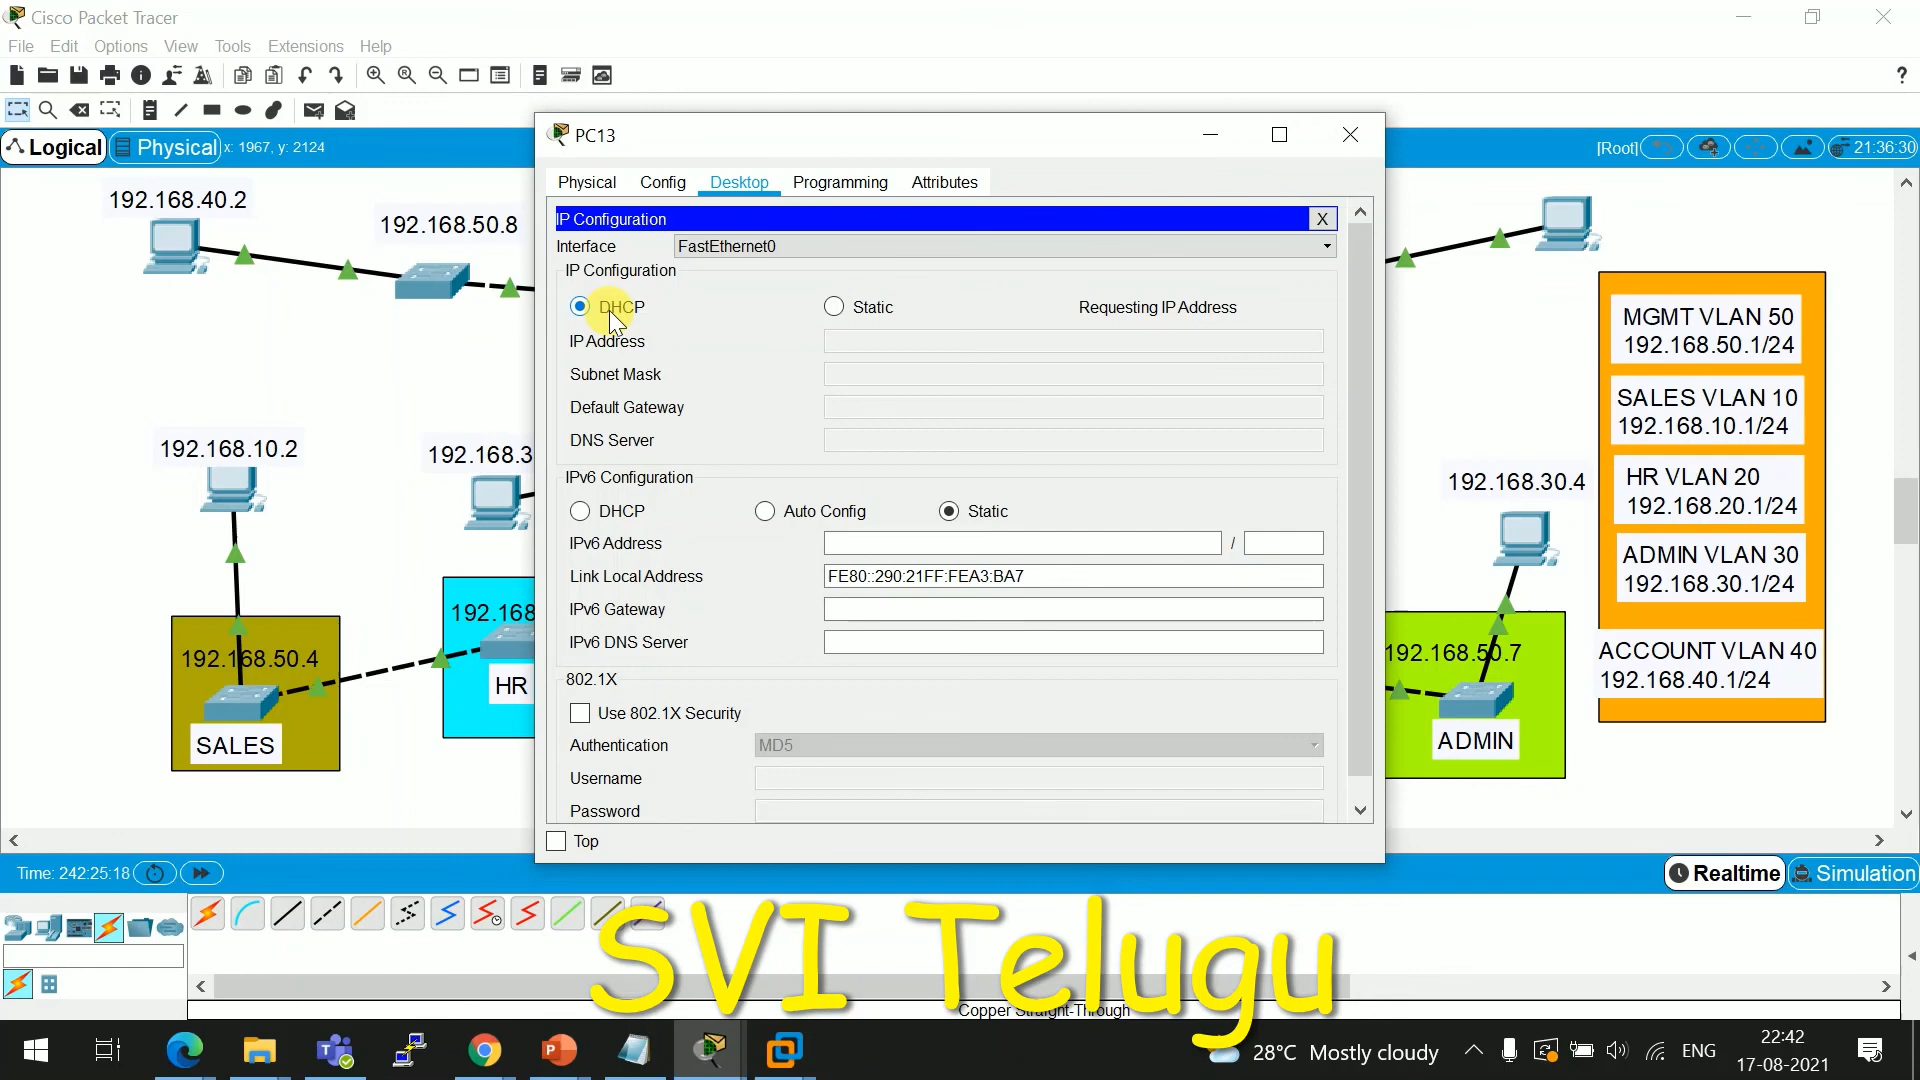 Cisco Packet Tracer
File Edit Options View Tools Extensions Help
?
Logical Physical x: 1967, y: 2124
[Root] 21:36:30
192.168.40.2
192.168.50.8
192.168.10.2
192.168.3
192.168.50.4
SALES
192.168
HR
PC13
Physical Config Desktop Programming Attributes
IP Configuration X
Interface FastEthernet0
IP Configuration
DHCP Static Requesting IP Address
IP Address
Subnet Mask
Default Gateway
DNS Server
IPv6 Configuration
DHCP Auto Config Static
IPv6 Address /
Link Local Address FE80::290:21FF:FEA3:BA7
IPv6 Gateway
IPv6 DNS Server
802.1X
Use 802.1X Security
Authentication MD5
Username
Password
Top
192.168.30.4
192.168.50.7
ADMIN
MGMT VLAN 50
192.168.50.1/24
SALES VLAN 10
192.168.10.1/24
HR VLAN 20
192.168.20.1/24
ADMIN VLAN 30
192.168.30.1/24
ACCOUNT VLAN 40
192.168.40.1/24
Time: 242:25:18
Realtime Simulation
SVI Telugu
Copper Straight-Through
28°C Mostly cloudy
ENG
22:42
17-08-2021